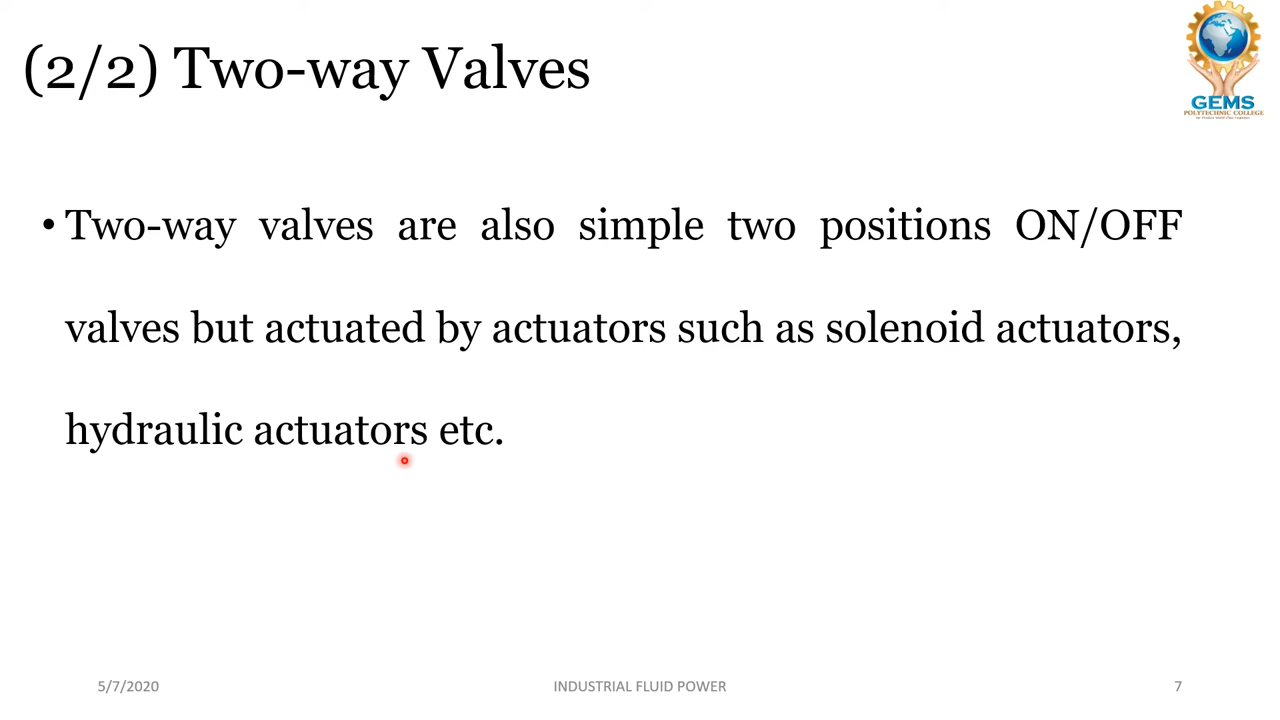 (2/2) Two-way Valves
GEMS
POLYTECHNIC COLLEGE
• Two-way valves are also simple two positions ON/OFF
valves but actuated by actuators such as solenoid actuators,
hydraulic actuators etc.
5/7/2020
INDUSTRIAL FLUID POWER
7